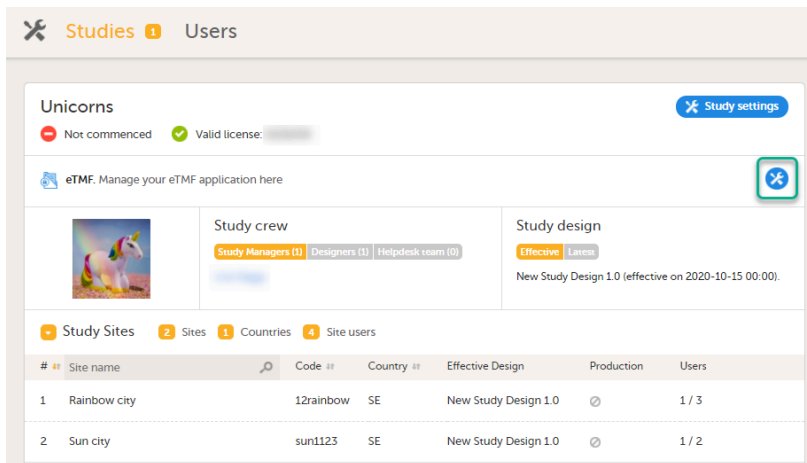 Studies 1 Users
Unicorns
Study settings
Not commenced Valid license:
eTMF. Manage your eTMF application here
Study crew
Study Managers (1) Designers (1) Helpdesk team (0)
Study design
Effective Latest
New Study Design 1.0 (effective on 2020-10-15 00:00).
Study Sites 2 Sites 1 Countries 4 Site users
# Site name Code Country Effective Design Production Users
1 Rainbow city 12rainbow SE New Study Design 1.0 1 / 3
2 Sun city sun1123 SE New Study Design 1.0 1 / 2